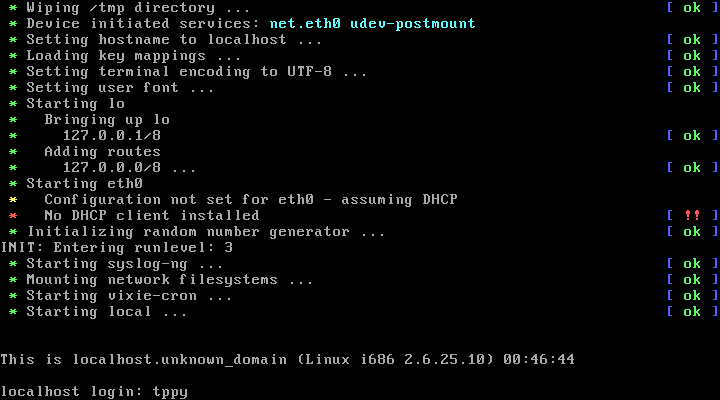 * Wiping /tmp directory ... [ ok ]
* Device initiated services: net.eth0 udev-postmount
* Setting hostname to localhost ... [ ok ]
* Loading key mappings ... [ ok ]
* Setting terminal encoding to UTF-8 ... [ ok ]
* Setting user font ... [ ok ]
* Starting lo
*   Bringing up lo
*     127.0.0.1/8 [ ok ]
*   Adding routes
*     127.0.0.0/8 ... [ ok ]
* Starting eth0
*   Configuration not set for eth0 - assuming DHCP
*   No DHCP client installed [ !! ]
* Initializing random number generator ... [ ok ]
INIT: Entering runlevel: 3
* Starting syslog-ng ... [ ok ]
* Mounting network filesystems ... [ ok ]
* Starting vixie-cron ... [ ok ]
* Starting local ... [ ok ]
This is localhost.unknown_domain (Linux i686 2.6.25.10) 00:46:44
localhost login: tppy